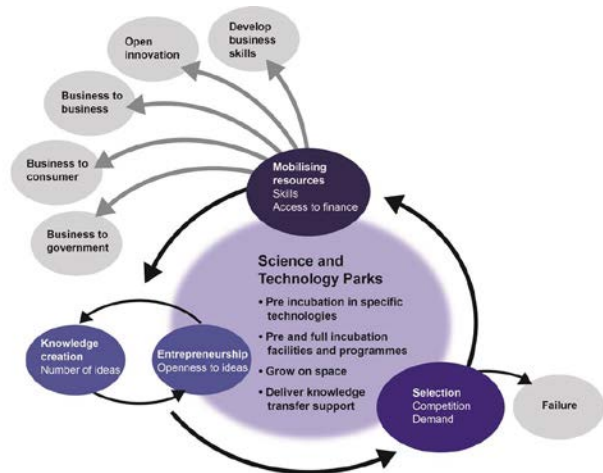 Develop
business
skills
Open
innovation
Business to
business
Business to
consumer
Business to
government
Mobilising
resources
Skills
Access to finance
Science and
Technology Parks
• Pre incubation in specific
technologies
• Pre and full incubation
facilities and programmes
• Grow on space
• Deliver knowledge
transfer support
Knowledge
creation
Number of ideas
Entrepreneurship
Openness to ideas
Selection
Competition
Demand
Failure